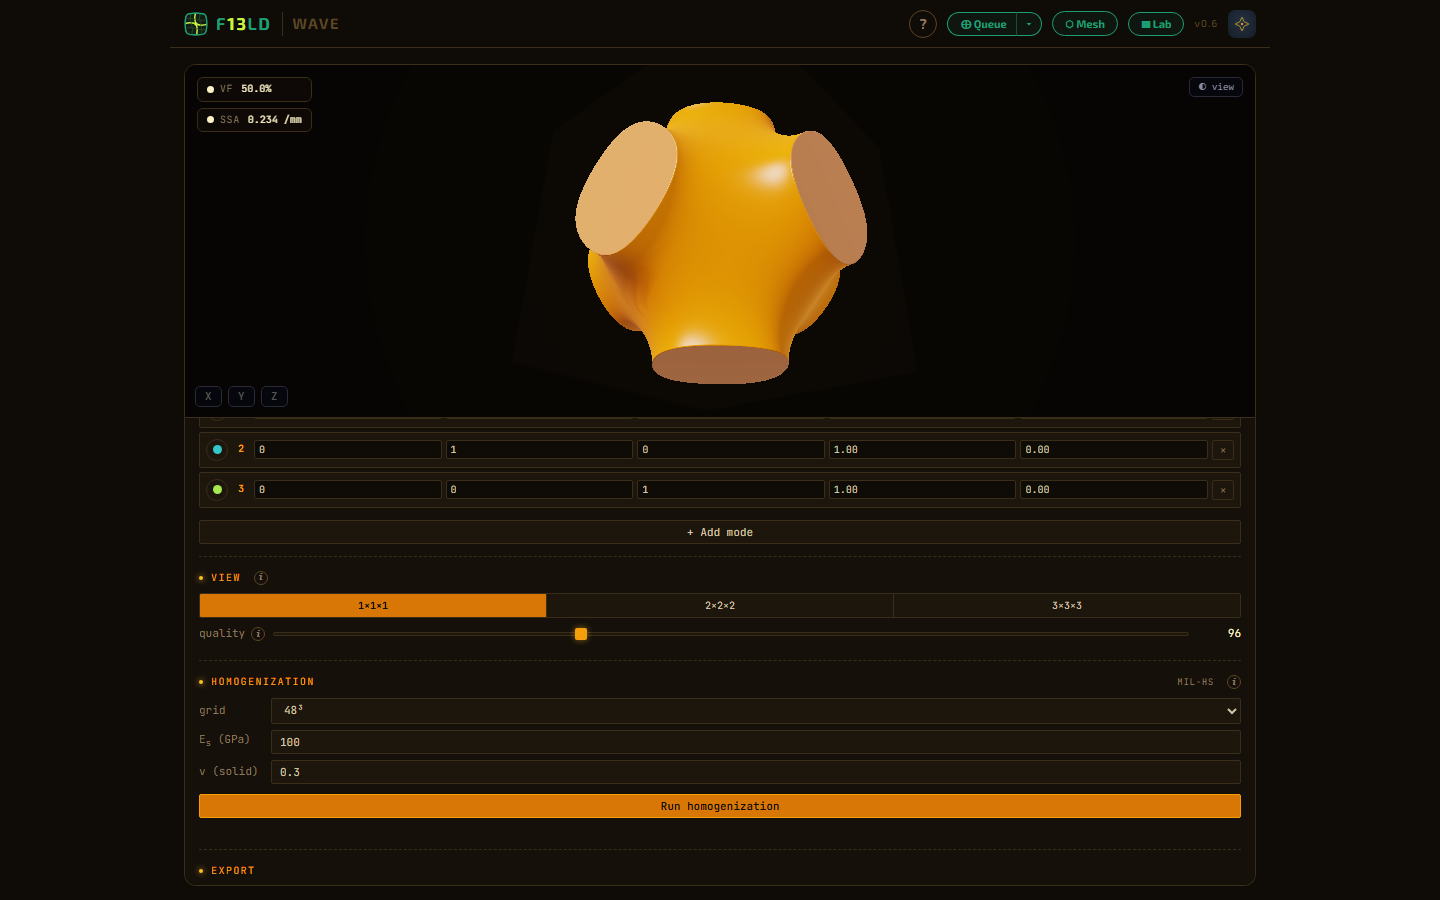 F13LD WAVE
? Queue Mesh Lab v0.6
VF 50.0%
SSA 0.234 /mm
view
X Y Z
2 0 1 0 1.00 0.00 ×
3 0 0 1 1.00 0.00 ×
+ Add mode
VIEW i
1×1×1 2×2×2 3×3×3
quality i 96
HOMOGENIZATION MIL-HS i
grid 48³
Es (GPa) 100
ν (solid) 0.3
Run homogenization
EXPORT